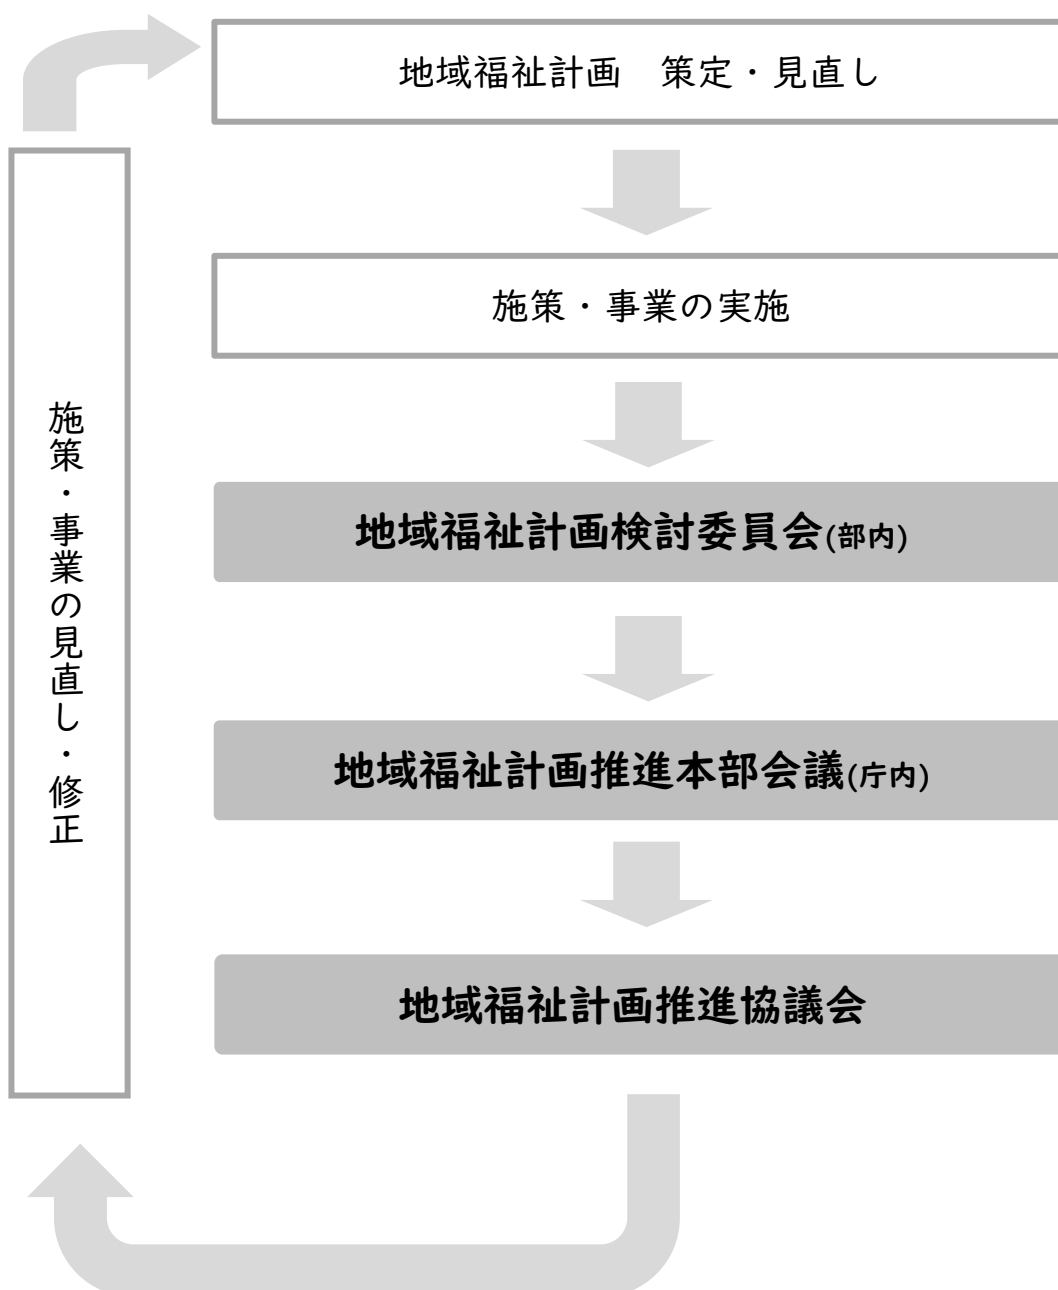 地域福祉計画　策定・見直し
施策・事業の実施
地域福祉計画検討委員会(部内)
地域福祉計画推進本部会議(庁内)
地域福祉計画推進協議会
施策・事業の見直し・修正